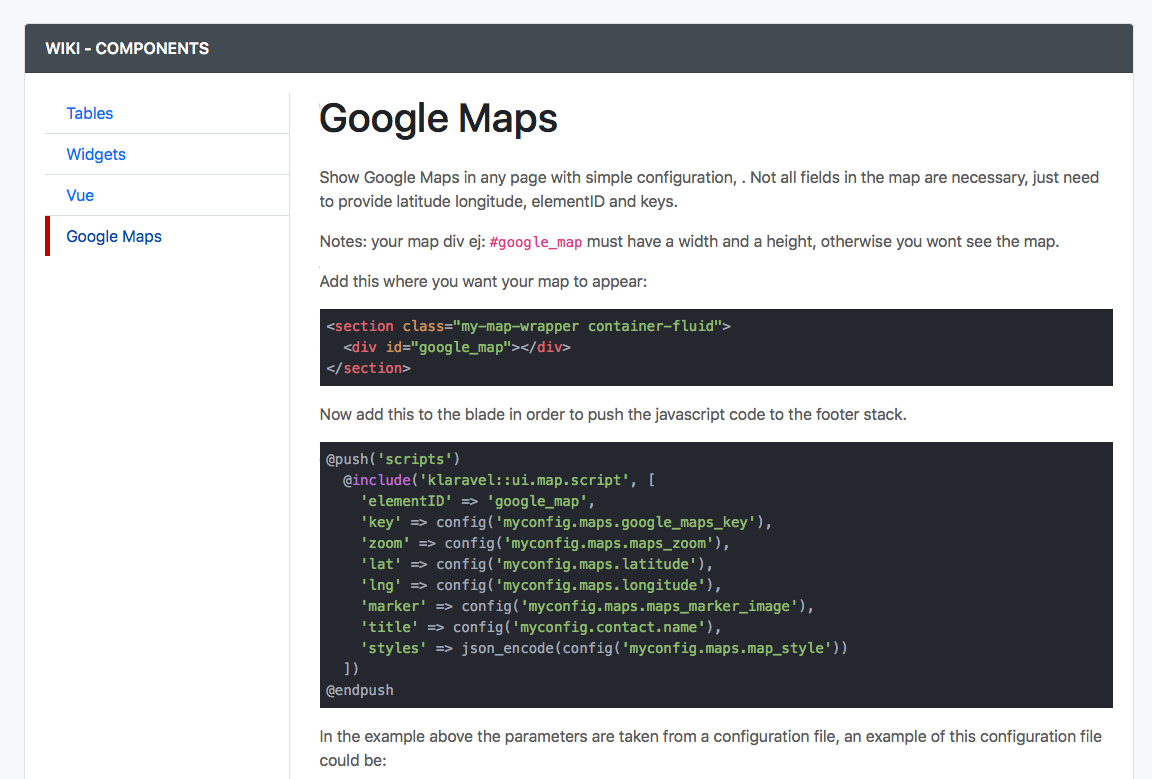 WIKI - COMPONENTS
Tables
Widgets
Vue
Google Maps
Google Maps
Show Google Maps in any page with simple configuration, . Not all fields in the map are necessary, just need
to provide latitude longitude, elementID and keys.
Notes: your map div ej: #google_map must have a width and a height, otherwise you wont see the map.
Add this where you want your map to appear:
<section class="my-map-wrapper container-fluid">
  <div id="google_map"></div>
</section>
Now add this to the blade in order to push the javascript code to the footer stack.
@push('scripts')
  @include('klaravel::ui.map.script', [
    'elementID' => 'google_map',
    'key' => config('myconfig.maps.google_maps_key'),
    'zoom' => config('myconfig.maps.maps_zoom'),
    'lat' => config('myconfig.maps.latitude'),
    'lng' => config('myconfig.maps.longitude'),
    'marker' => config('myconfig.maps.maps_marker_image'),
    'title' => config('myconfig.contact.name'),
    'styles' => json_encode(config('myconfig.maps.map_style'))
  ])
@endpush
In the example above the parameters are taken from a configuration file, an example of this configuration file
could be: